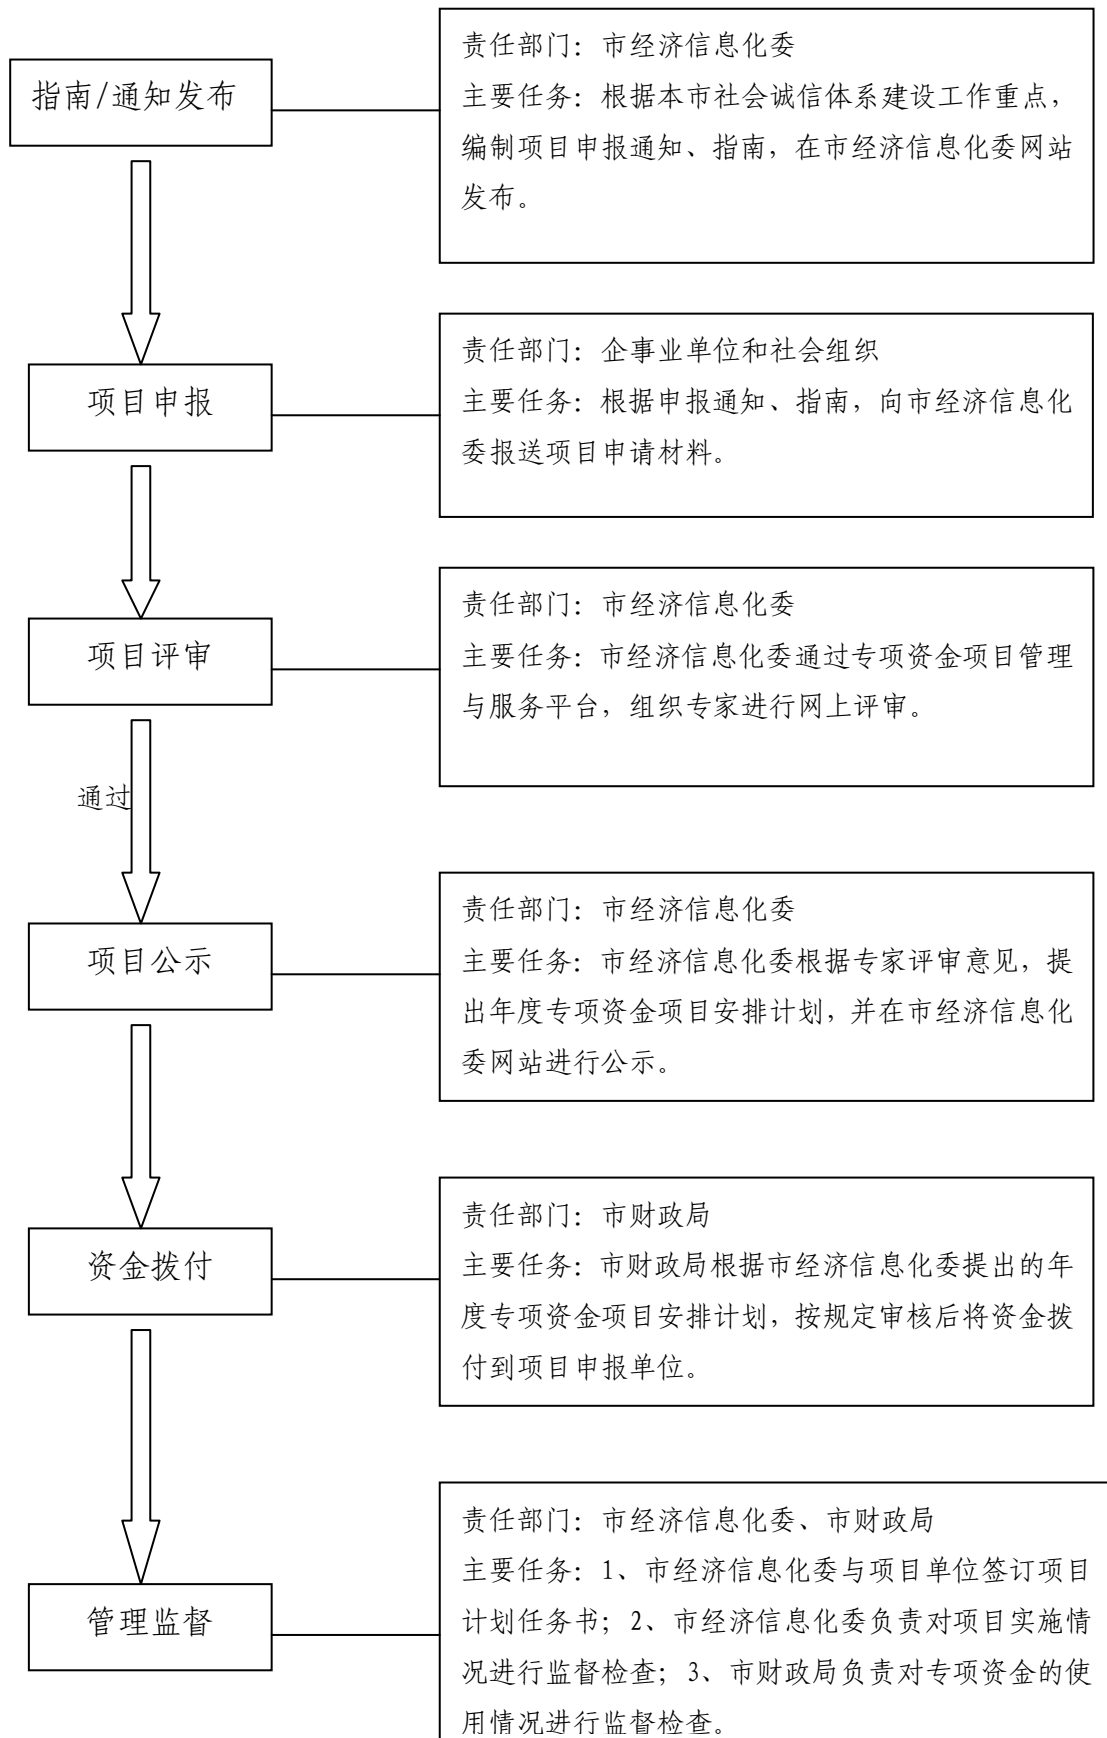 指南/通知发布
责任部门：市经济信息化委
主要任务：根据本市社会诚信体系建设工作重点，
编制项目申报通知、指南，在市经济信息化委网站
发布。
项目申报
责任部门：企事业单位和社会组织
主要任务：根据申报通知、指南，向市经济信息化
委报送项目申请材料。
项目评审
责任部门：市经济信息化委
主要任务：市经济信息化委通过专项资金项目管理
与服务平台，组织专家进行网上评审。
通过
项目公示
责任部门：市经济信息化委
主要任务：市经济信息化委根据专家评审意见，提
出年度专项资金项目安排计划，并在市经济信息化
委网站进行公示。
资金拨付
责任部门：市财政局
主要任务：市财政局根据市经济信息化委提出的年
度专项资金项目安排计划，按规定审核后将资金拨
付到项目申报单位。
管理监督
责任部门：市经济信息化委、市财政局
主要任务：1、市经济信息化委与项目单位签订项目
计划任务书；2、市经济信息化委负责对项目实施情
况进行监督检查；3、市财政局负责对专项资金的使
用情况进行监督检查。